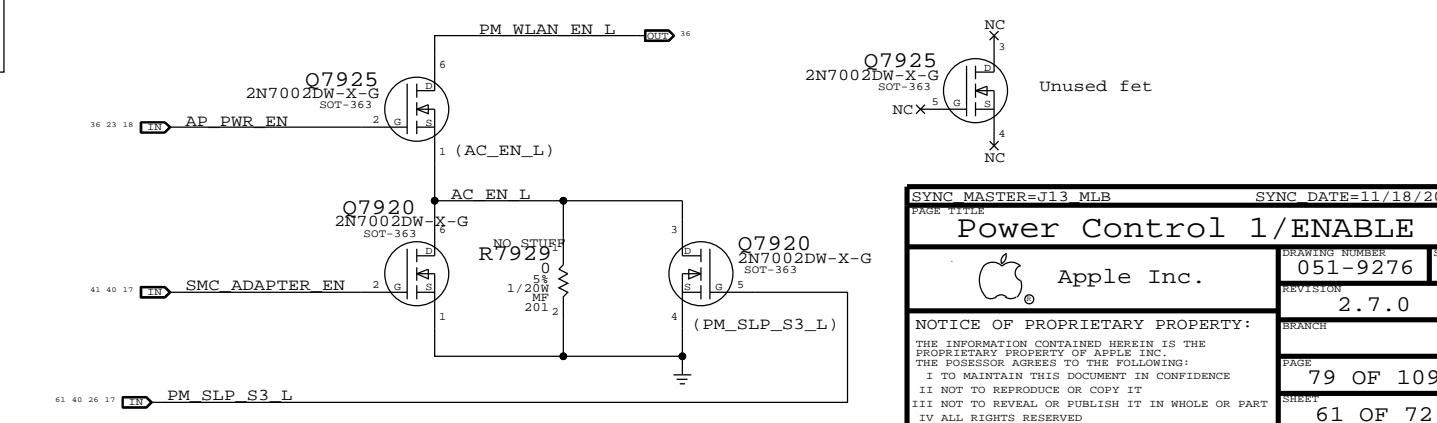 PM_WLAN_EN_L OUT 36
6
Q7925
2N7002DW-X-G
SOT-363
D
G
S
36 23 18 IN AP_PWR_EN 2
1 (AC_EN_L)
AC_EN_L
Q7920
2N7002DW-X-G
SOT-363
6
D
G
S
41 40 17 IN SMC_ADAPTER_EN 2
1
NO STUFF
R7929
1
0
5%
1/20W
MF
201
2
3
Q7920
2N7002DW-X-G
SOT-363
D
S
G
5
4
(PM_SLP_S3_L)
61 40 26 17 IN PM_SLP_S3_L
NC
3
Q7925
2N7002DW-X-G
SOT-363
D
G
S
NC 5
4
NC
Unused fet
SYNC_MASTER=J13_MLB SYNC_DATE=11/18/20
PAGE TITLE
Power Control 1/ENABLE
Apple Inc.
®
DRAWING NUMBER
051-9276
REVISION
2.7.0
BRANCH
NOTICE OF PROPRIETARY PROPERTY:
THE INFORMATION CONTAINED HEREIN IS THE
PROPRIETARY PROPERTY OF APPLE INC.
THE POSESSOR AGREES TO THE FOLLOWING:
I TO MAINTAIN THIS DOCUMENT IN CONFIDENCE
II NOT TO REPRODUCE OR COPY IT
III NOT TO REVEAL OR PUBLISH IT IN WHOLE OR PART
IV ALL RIGHTS RESERVED
PAGE
79 OF 109
SHEET
61 OF 72